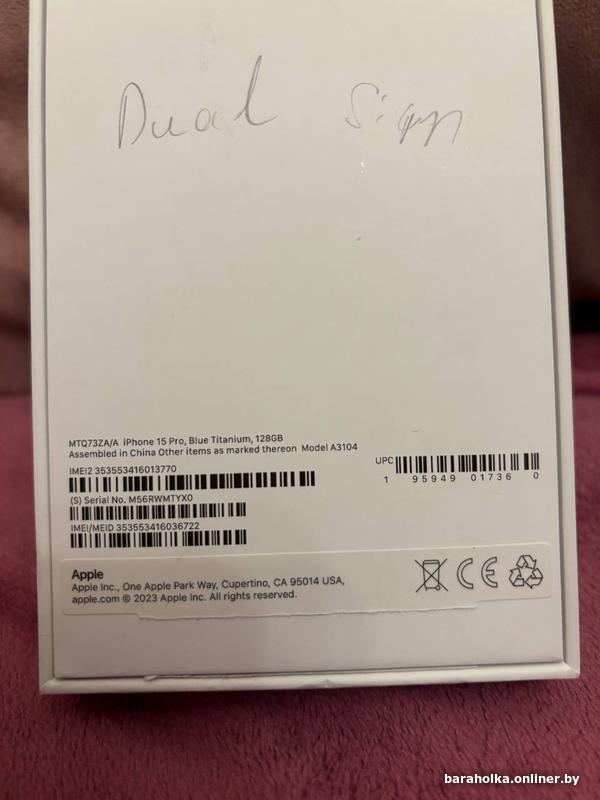 Dual Sign
MTQ73ZA/A iPhone 15 Pro, Blue Titanium, 128GB
Assembled in China Other items as marked thereon Model A3104
IMEI2 353553416013770
UPC
1 95949 01736 0
(S) Serial No. M56RWMTYX0
IMEI/MEID 353553416036722
Apple
Apple Inc., One Apple Park Way, Cupertino, CA 95014 USA,
apple.com © 2023 Apple Inc. All rights reserved.
CE
baraholka.onliner.by